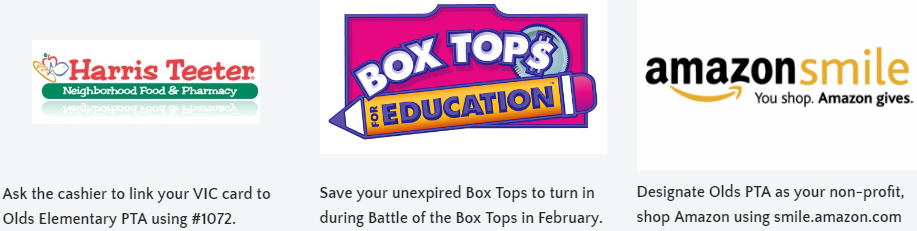 Harris Teeter
Neighborhood Food & Pharmacy
Ask the cashier to link your VIC card to
Olds Elementary PTA using #1072.
BOX TOPS
FOR EDUCATION
Save your unexpired Box Tops to turn in
during Battle of the Box Tops in February.
amazonsmile
You shop. Amazon gives.
Designate Olds PTA as your non-profit,
shop Amazon using smile.amazon.com